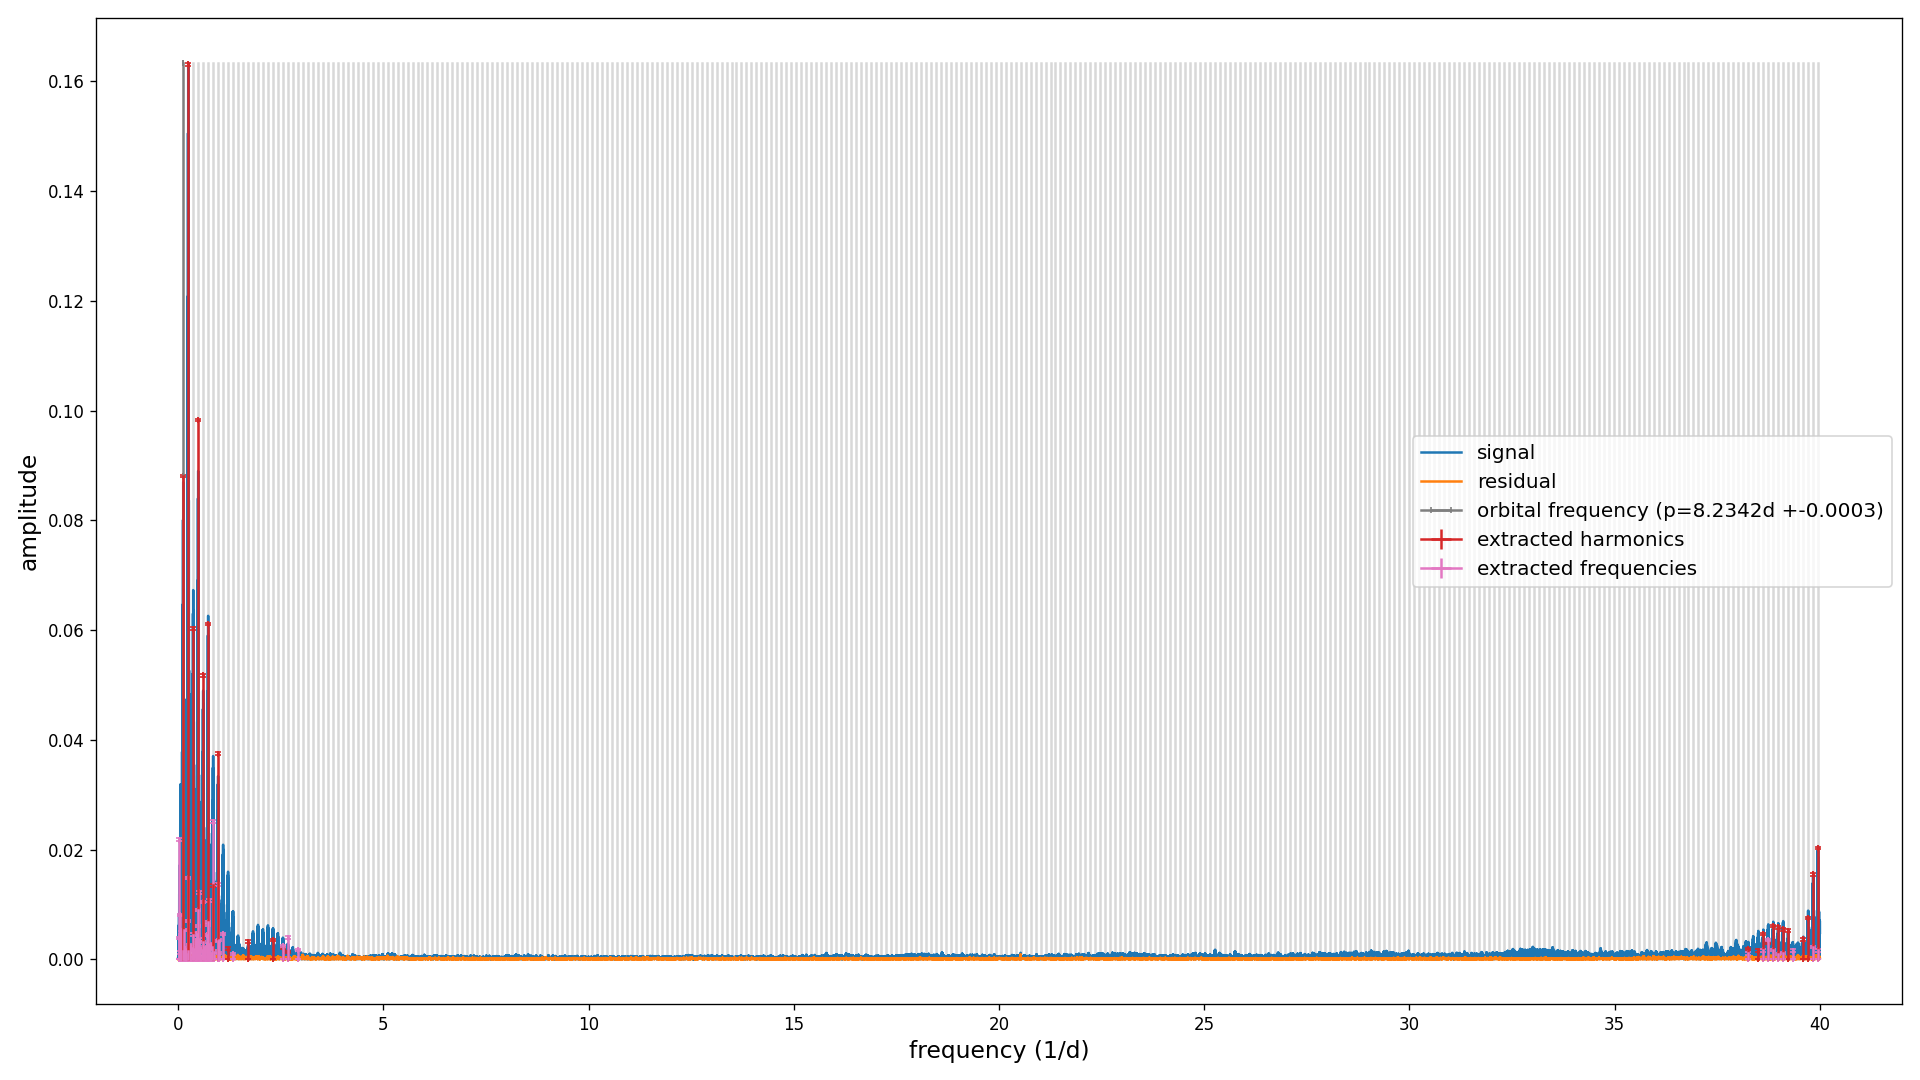 0.16
0.14
0.12
0.10
0.08
0.06
0.04
0.02
0.00
amplitude
signal
residual
orbital frequency (p=8.2342d +-0.0003)
extracted harmonics
extracted frequencies
0 5 10 15 20 25 30 35 40
frequency (1/d)